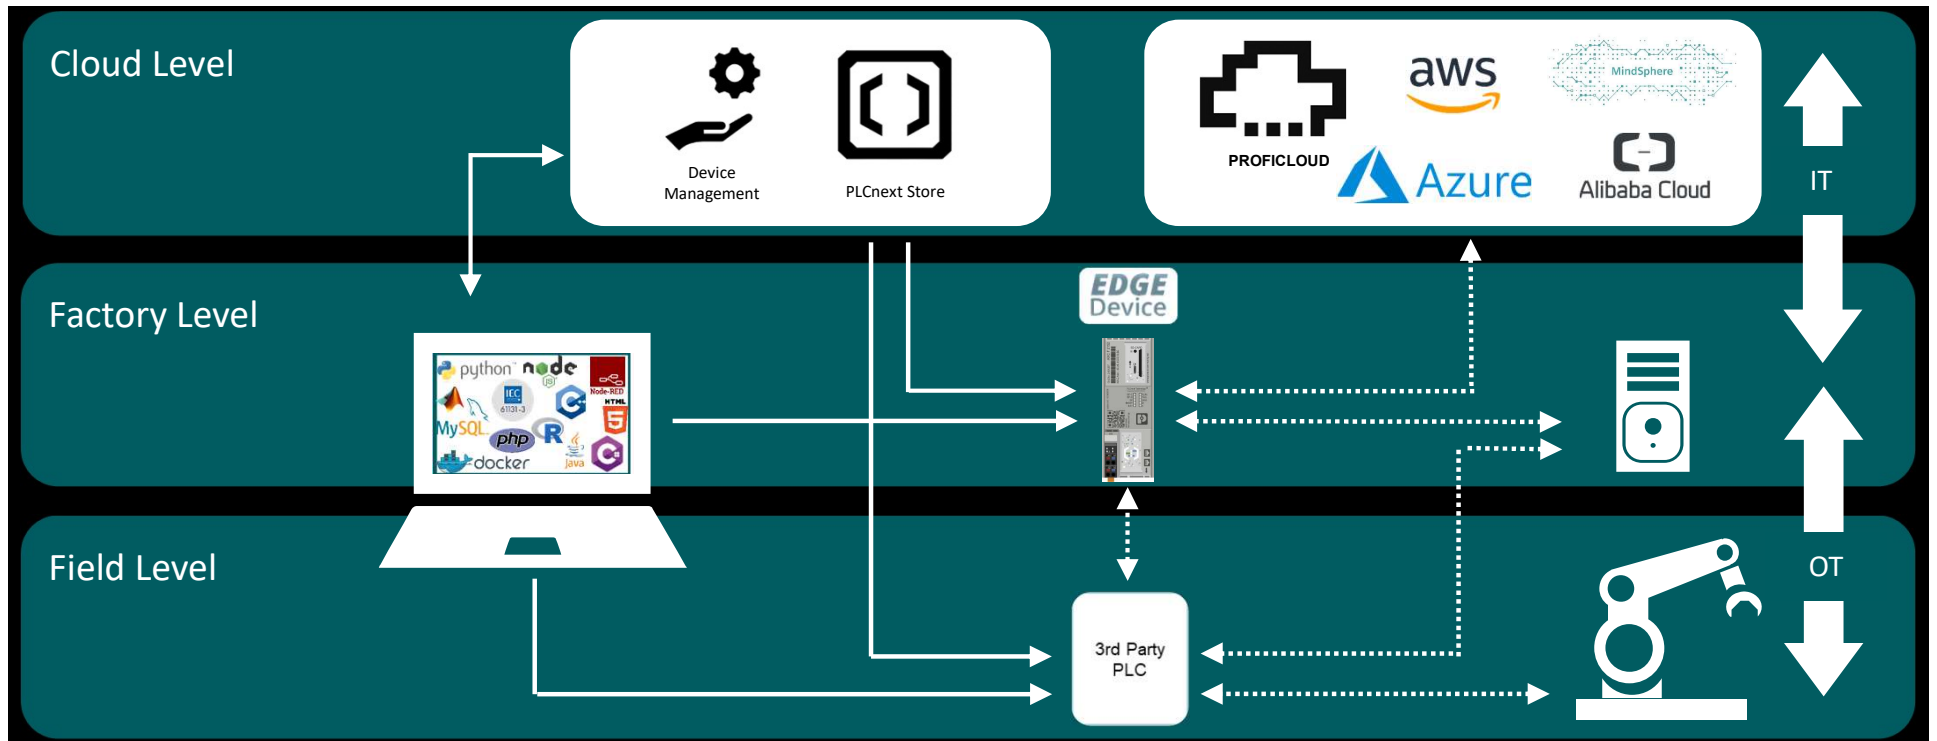 Cloud Level
Device
Management
PLCnext Store
PROFICLOUD
aws
MindSphere
Azure
Alibaba Cloud
IT
Factory Level
EDGE
Device
python
node
JS
Node-RED
IEC
61131-3
HTML
5
MySQL
php
R
Java
docker
Field Level
3rd Party
PLC
OT